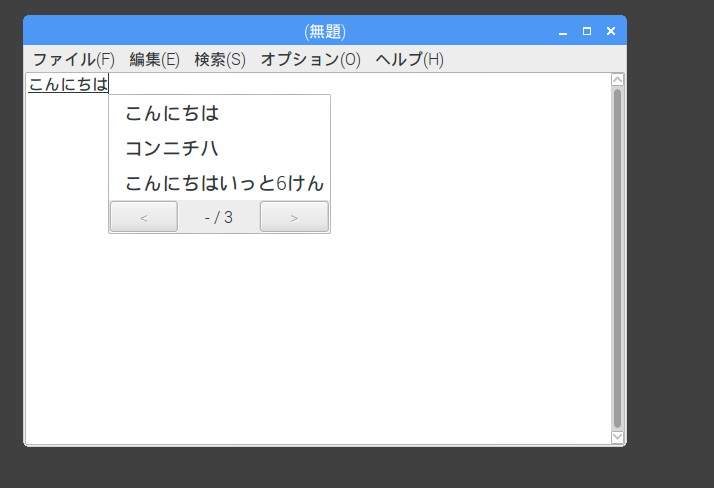 (無題)
ファイル(F) 編集(E) 検索(S) オプション(O) ヘルプ(H)
こんにちは
こんにちは
コンニチハ
こんにちはいっと6けん
< - / 3 >